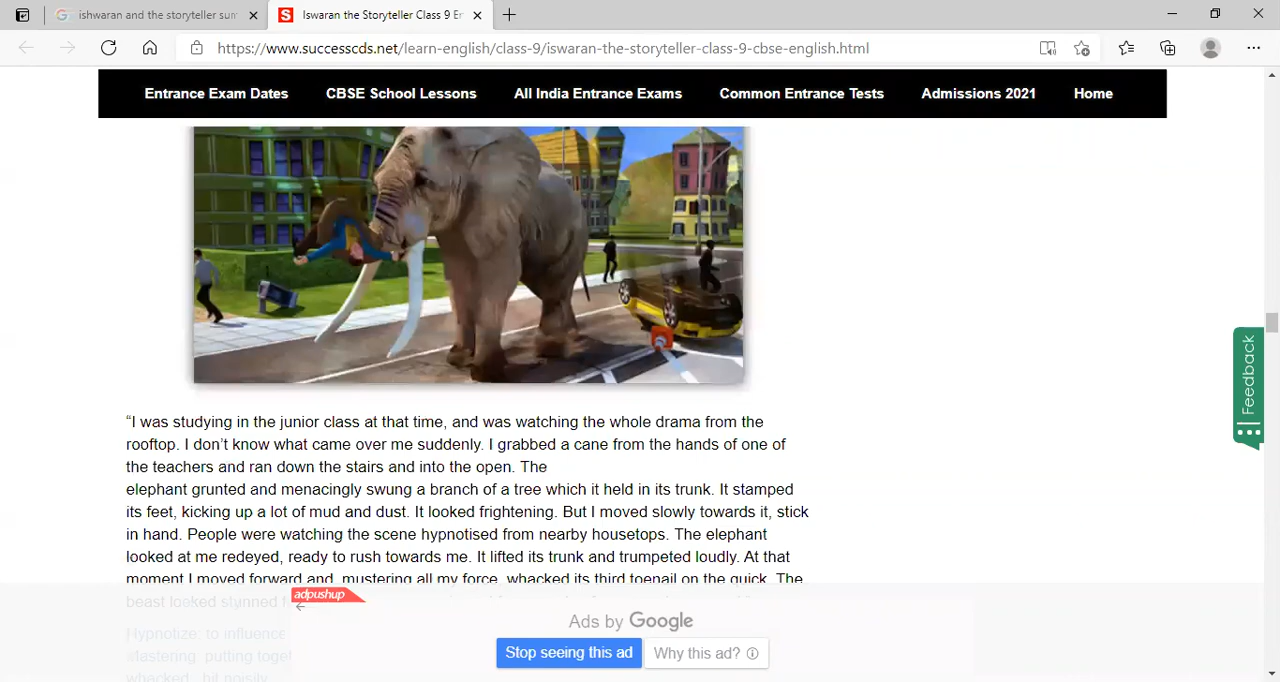 ishwaran and the storyteller sum
Iswaran the Storyteller Class 9 En
https://www.successcds.net/learn-english/class-9/iswaran-the-storyteller-class-9-cbse-english.html
Entrance Exam Dates CBSE School Lessons All India Entrance Exams Common Entrance Tests Admissions 2021 Home
“I was studying in the junior class at that time, and was watching the whole drama from the
rooftop. I don’t know what came over me suddenly. I grabbed a cane from the hands of one of
the teachers and ran down the stairs and into the open. The
elephant grunted and menacingly swung a branch of a tree which it held in its trunk. It stamped
its feet, kicking up a lot of mud and dust. It looked frightening. But I moved slowly towards it, stick
in hand. People were watching the scene hypnotised from nearby housetops. The elephant
looked at me redeyed, ready to rush towards me. It lifted its trunk and trumpeted loudly. At that
moment I moved forward and, mustering all my force, whacked its third toenail on the quick. The
beast looked stunned
Hypnotize: to influence
Mastering: putting toge
whacked hit noisily
adpushup
Ads by Google
Stop seeing this ad Why this ad?
Feedback